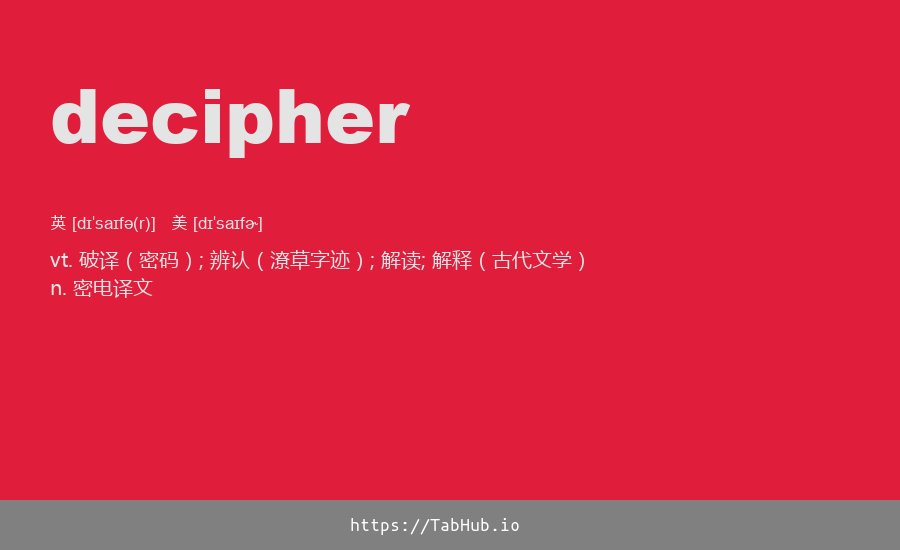 decipher
英 [dɪˈsaɪfə(r)] 美 [dɪˈsaɪfɚ]
vt. 破译 ( 密码 ) ; 辨认 ( 潦草字迹 ) ; 解读; 解释 ( 古代文学 )
n. 密电译文
https://TabHub.io